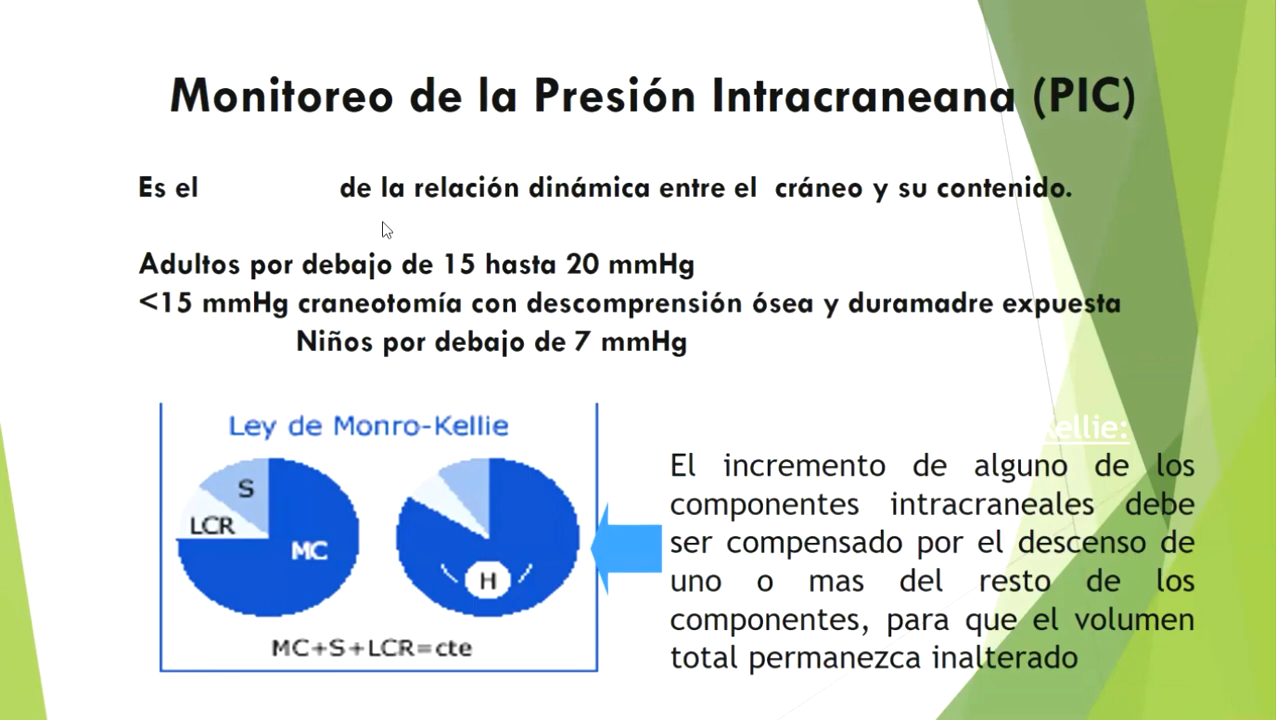 Monitoreo de la Presión Intracraneana (PIC)
Es el de la relación dinámica entre el cráneo y su contenido.
Adultos por debajo de 15 hasta 20 mmHg
<15 mmHg craneotomía con descomprensión ósea y duramadre expuesta
Niños por debajo de 7 mmHg
Ley de Monro-Kellie
S
LCR
MC
H
MC+S+LCR=cte
ellie:
El incremento de alguno de los
componentes intracraneales debe
ser compensado por el descenso de
uno o mas del resto de los
componentes, para que el volumen
total permanezca inalterado